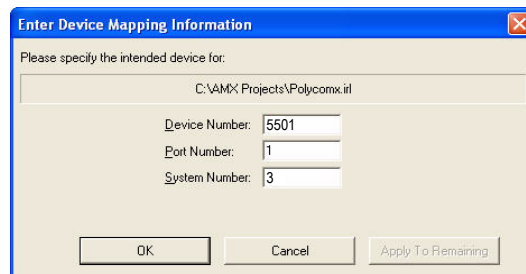 Enter Device Mapping Information
Please specify the intended device for:
C:\AMX Projects\Polycomx.irl
Device Number: 5501
Port Number: 1
System Number: 3
OK Cancel Apply To Remaining